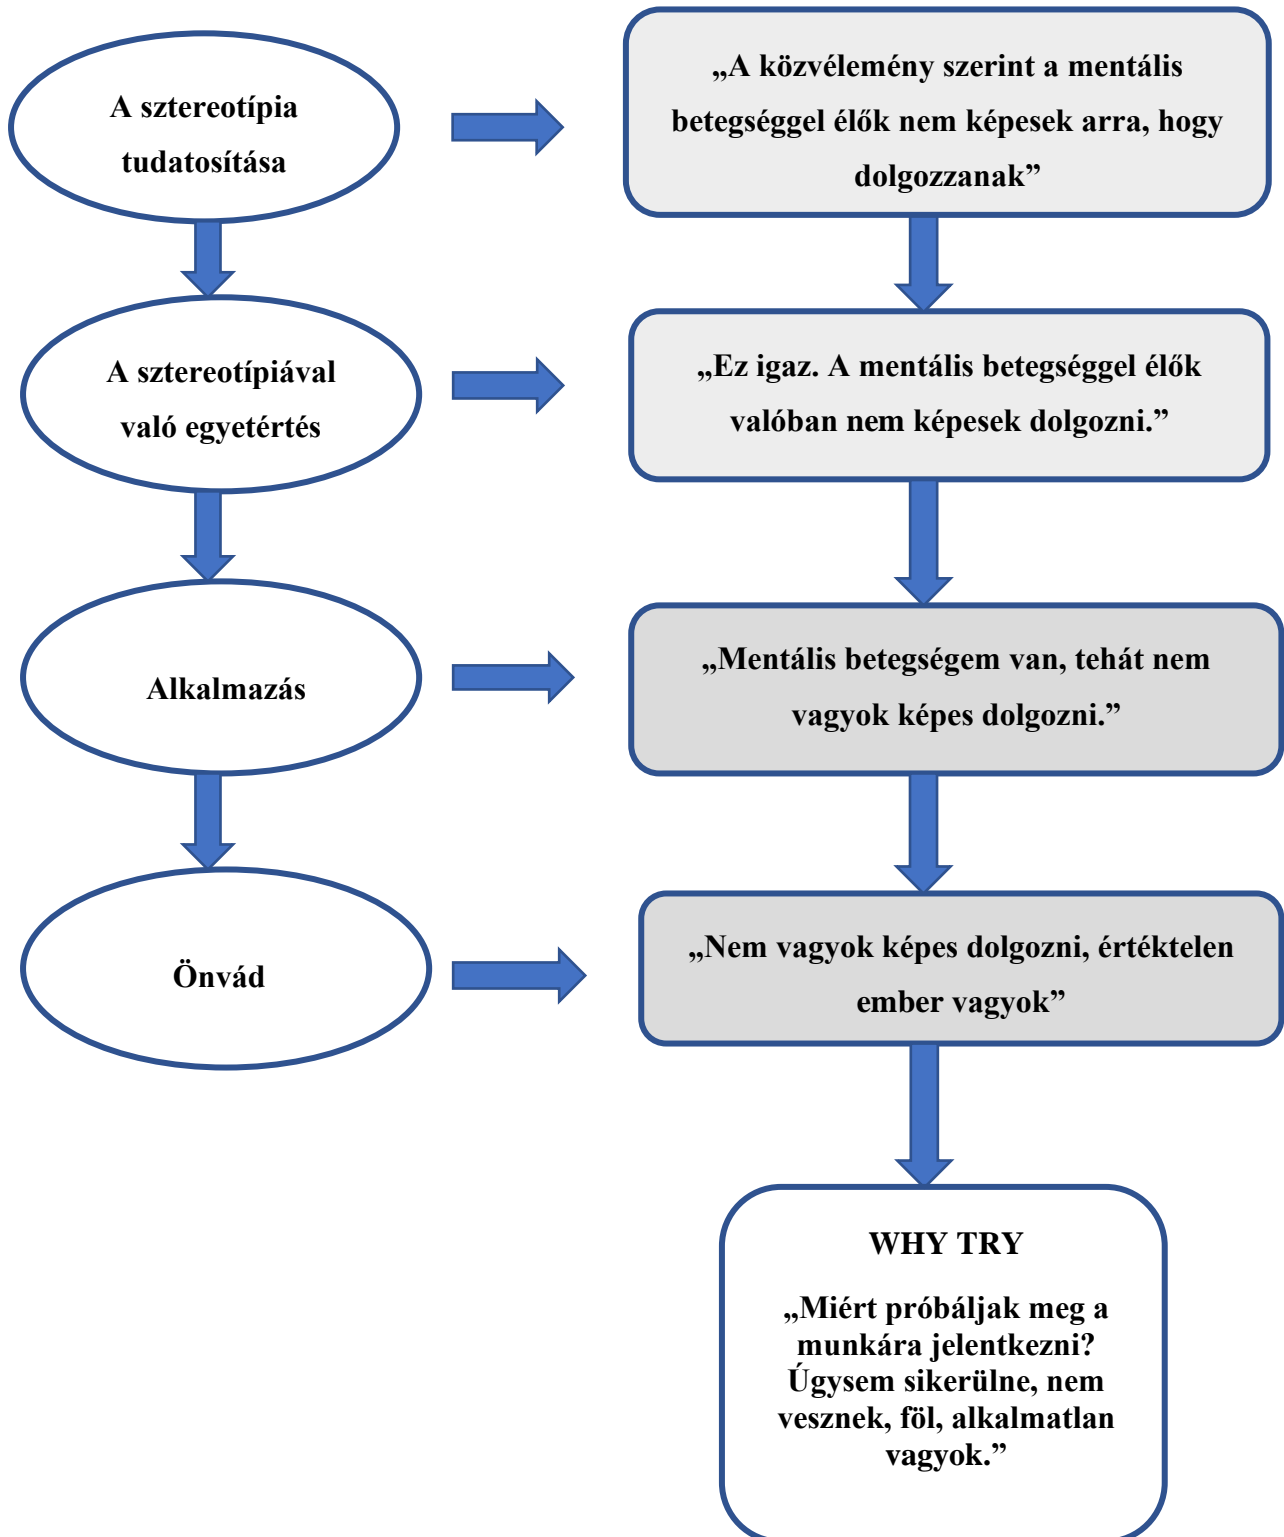 A sztereotípia
tudatosítása
„A közvélemény szerint a mentális
betegséggel élők nem képesek arra, hogy
dolgozzanak”
A sztereotípiával
való egyetértés
„Ez igaz. A mentális betegséggel élők
valóban nem képesek dolgozni.”
Alkalmazás
„Mentális betegségem van, tehát nem
vagyok képes dolgozni.”
Önvád
„Nem vagyok képes dolgozni, értéktelen
ember vagyok”
WHY TRY
„Miért próbáljak meg a
munkára jelentkezni?
Úgysem sikerülne, nem
vesznek, föl, alkalmatlan
vagyok.”